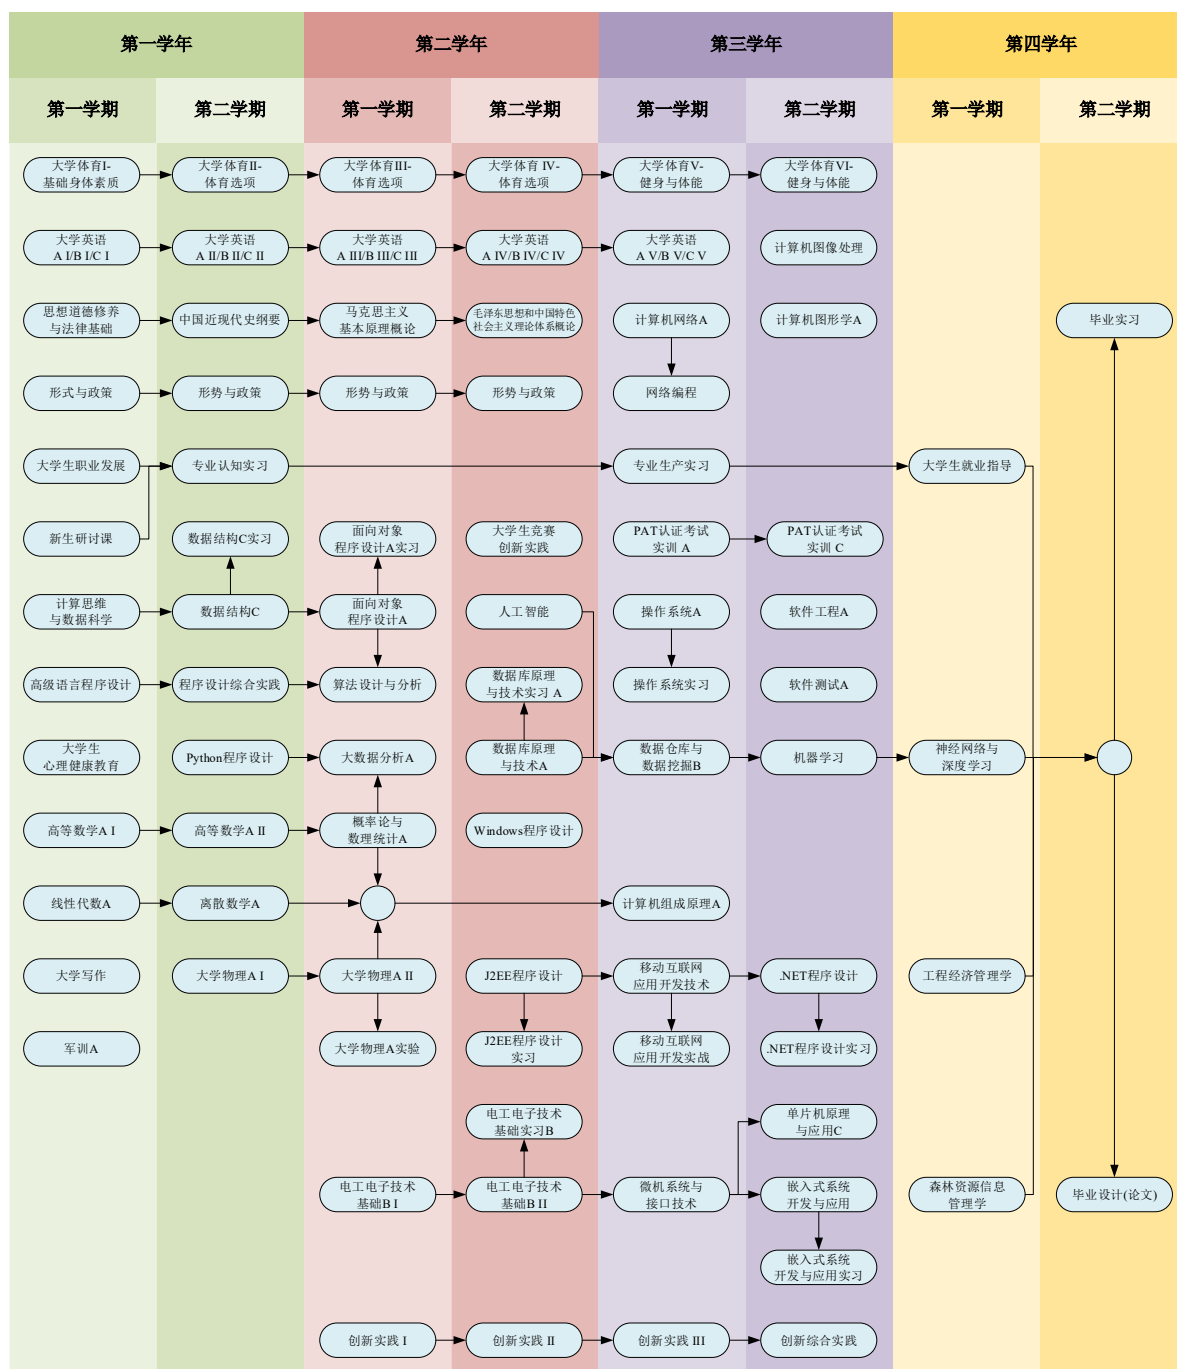 第一学年
第二学年
第三学年
第四学年
第一学期
第二学期
第一学期
第二学期
第一学期
第二学期
第一学期
第二学期
大学体育I-
基础身体素质
大学体育II-
体育选项
大学体育III-
体育选项
大学体育 IV-
体育选项
大学体育V-
健身与体能
大学体育VI-
健身与体能
大学英语
A I/B I/C I
大学英语
A II/B II/C II
大学英语
A III/B III/C III
大学英语
A IV/B IV/C IV
大学英语
A V/B V/C V
计算机图像处理
思想道德修养
与法律基础
中国近现代史纲要
马克思主义
基本原理概论
毛泽东思想和中国特色
社会主义理论体系概论
计算机网络A
计算机图形学A
毕业实习
形式与政策
形势与政策
形势与政策
形势与政策
网络编程
大学生职业发展
专业认知实习
专业生产实习
大学生就业指导
新生研讨课
数据结构C实习
面向对象
程序设计A实习
大学生竞赛
创新实践
PAT认证考试
实训 A
PAT认证考试
实训 C
计算思维
与数据科学
数据结构C
面向对象
程序设计A
人工智能
操作系统A
软件工程A
高级语言程序设计
程序设计综合实践
算法设计与分析
数据库原理
与技术实习 A
操作系统实习
软件测试A
大学生
心理健康教育
Python程序设计
大数据分析A
数据库原理
与技术A
数据仓库与
数据挖掘B
机器学习
神经网络与
深度学习
高等数学A I
高等数学A II
概率论与
数理统计A
Windows程序设计
线性代数A
离散数学A
计算机组成原理A
大学写作
大学物理A I
大学物理A II
J2EE程序设计
移动互联网
应用开发技术
.NET程序设计
工程经济管理学
军训A
大学物理A实验
J2EE程序设计
实习
移动互联网
应用开发实战
.NET程序设计实习
电工电子技术
基础实习B
单片机原理
与应用C
电工电子技术
基础B I
电工电子技术
基础B II
微机系统与
接口技术
嵌入式系统
开发与应用
森林资源信息
管理学
毕业设计(论文)
嵌入式系统
开发与应用实习
创新实践 I
创新实践 II
创新实践 III
创新综合实践